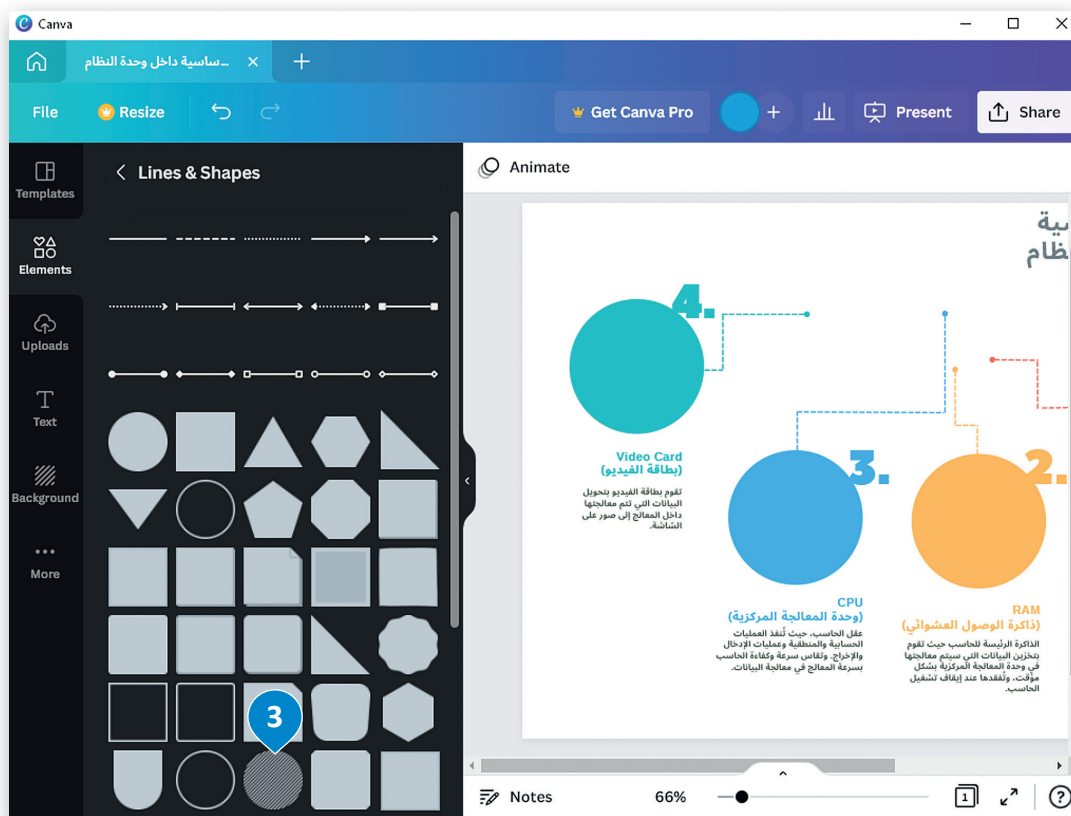 Canva
...ساسية داخل وحدة النظام
File
Resize
Get Canva Pro
Present
Share
Templates
Elements
Uploads
Text
Background
More
Lines & Shapes
3
Animate
4.
Video Card
(بطاقة الفيديو)
تقوم بطاقة الفيديو بتحويل
البيانات التي تتم معالجتها
داخل المعالج إلى صور على
الشاشة.
3.
CPU
(وحدة المعالجة المركزية)
عقل الحاسب، حيث تُنفذ العمليات
الحسابية والمنطقية وعمليات الإدخال
والإخراج. وتقاس سرعة وكفاءة الحاسب
بسرعة المعالج في معالجة البيانات.
2.
RAM
(ذاكرة الوصول العشوائي)
الذاكرة الرئيسة للحاسب حيث تقوم
بتخزين البيانات التي سيتم معالجتها
في وحدة المعالجة المركزية بشكل
مؤقت، وتفقدها عند إيقاف تشغيل
الحاسب.
Notes
66%
1
?